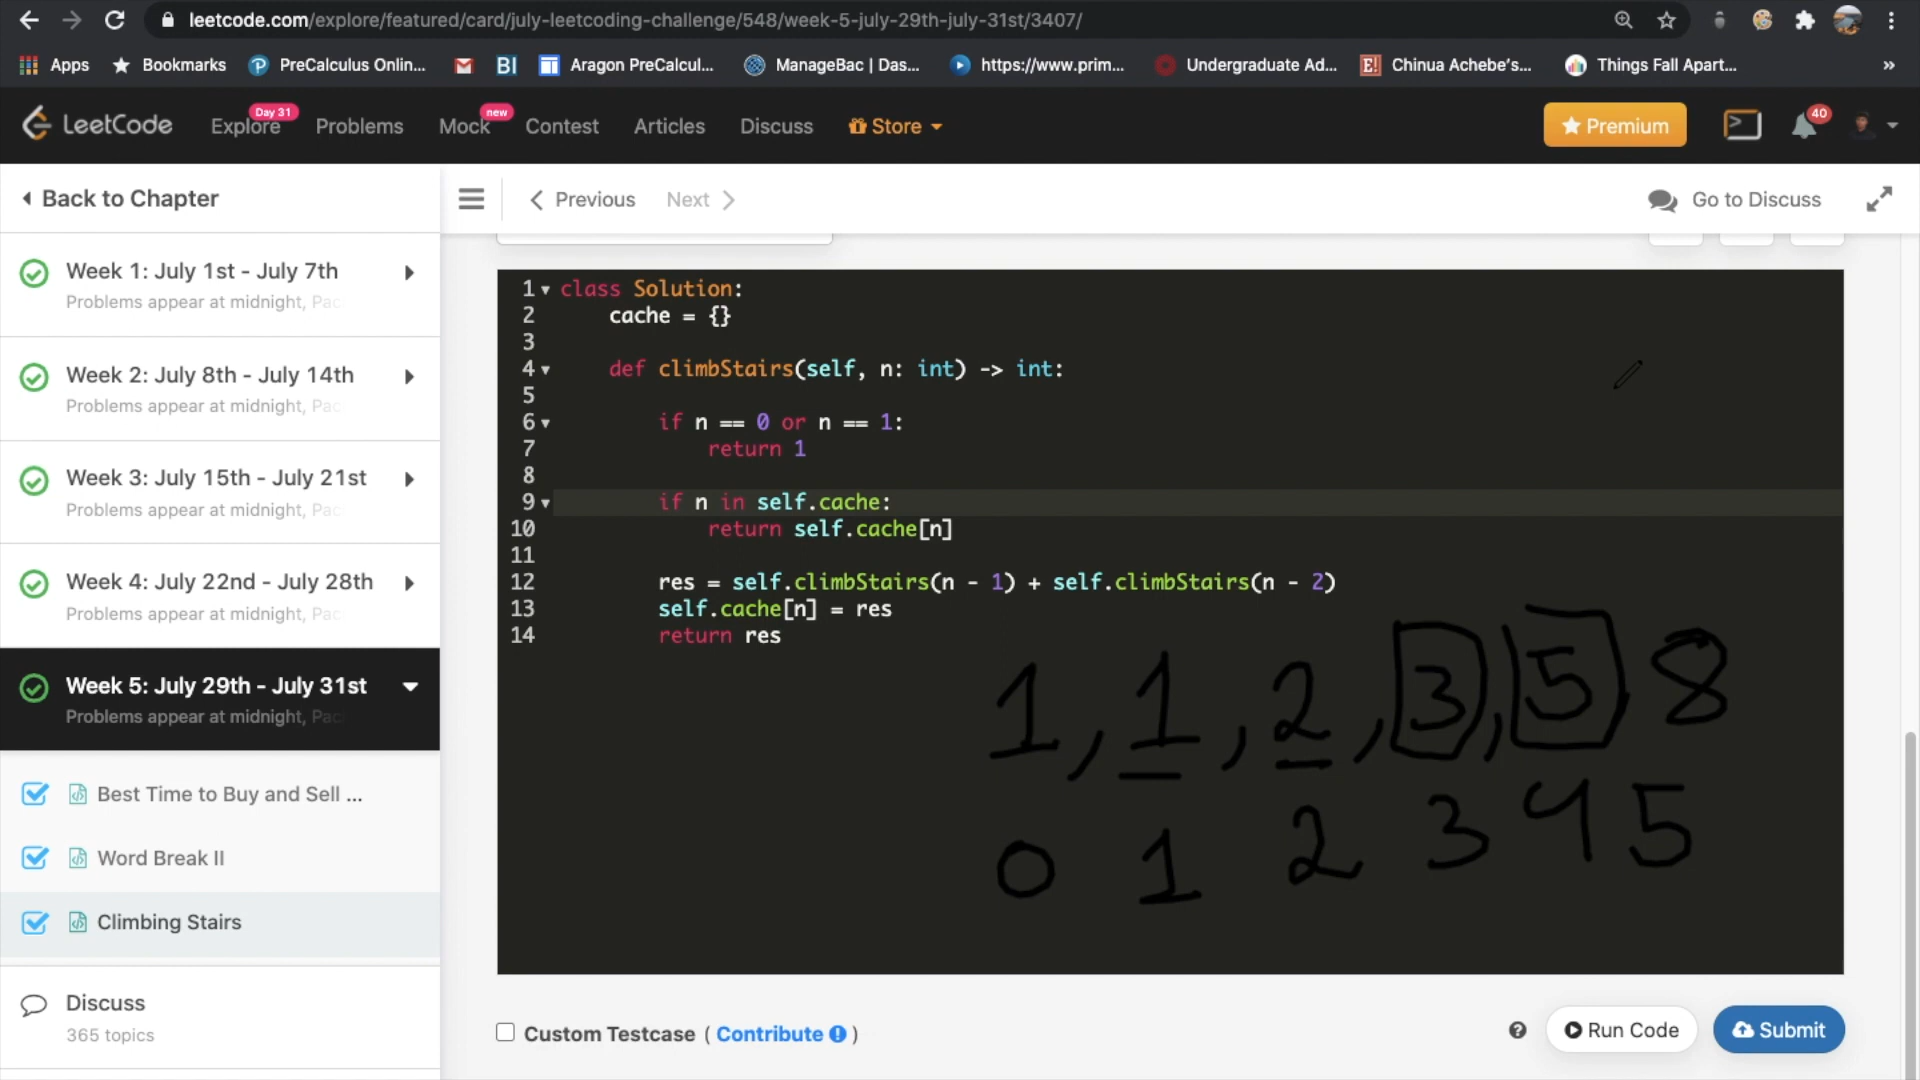 leetcode.com/explore/featured/card/july-leetcoding-challenge/548/week-5-july-29th-july-31st/3407/
Apps Bookmarks PreCalculus Onlin... BI Aragon PreCalcul... ManageBac | Das... https://www.prim... Undergraduate Ad... E! Chinua Achebe's... Things Fall Apart... »
LeetCode Explore Day 31 Problems Mock new Contest Articles Discuss Store Premium 40
Back to Chapter
Previous Next Go to Discuss
Week 1: July 1st - July 7th
Problems appear at midnight, Pac
Week 2: July 8th - July 14th
Problems appear at midnight, Pac
Week 3: July 15th - July 21st
Problems appear at midnight, Pac
Week 4: July 22nd - July 28th
Problems appear at midnight, Pac
Week 5: July 29th - July 31st
Problems appear at midnight, Pac
Best Time to Buy and Sell ...
Word Break II
Climbing Stairs
Discuss
365 topics
1 class Solution:
2 cache = {}
3
4 def climbStairs(self, n: int) -> int:
5
6 if n == 0 or n == 1:
7 return 1
8
9 if n in self.cache:
10 return self.cache[n]
11
12 res = self.climbStairs(n - 1) + self.climbStairs(n - 2)
13 self.cache[n] = res
14 return res
1, 1, 2, 3, 5 8
0 1 2 3 4 5
Custom Testcase ( Contribute ! )
? Run Code Submit